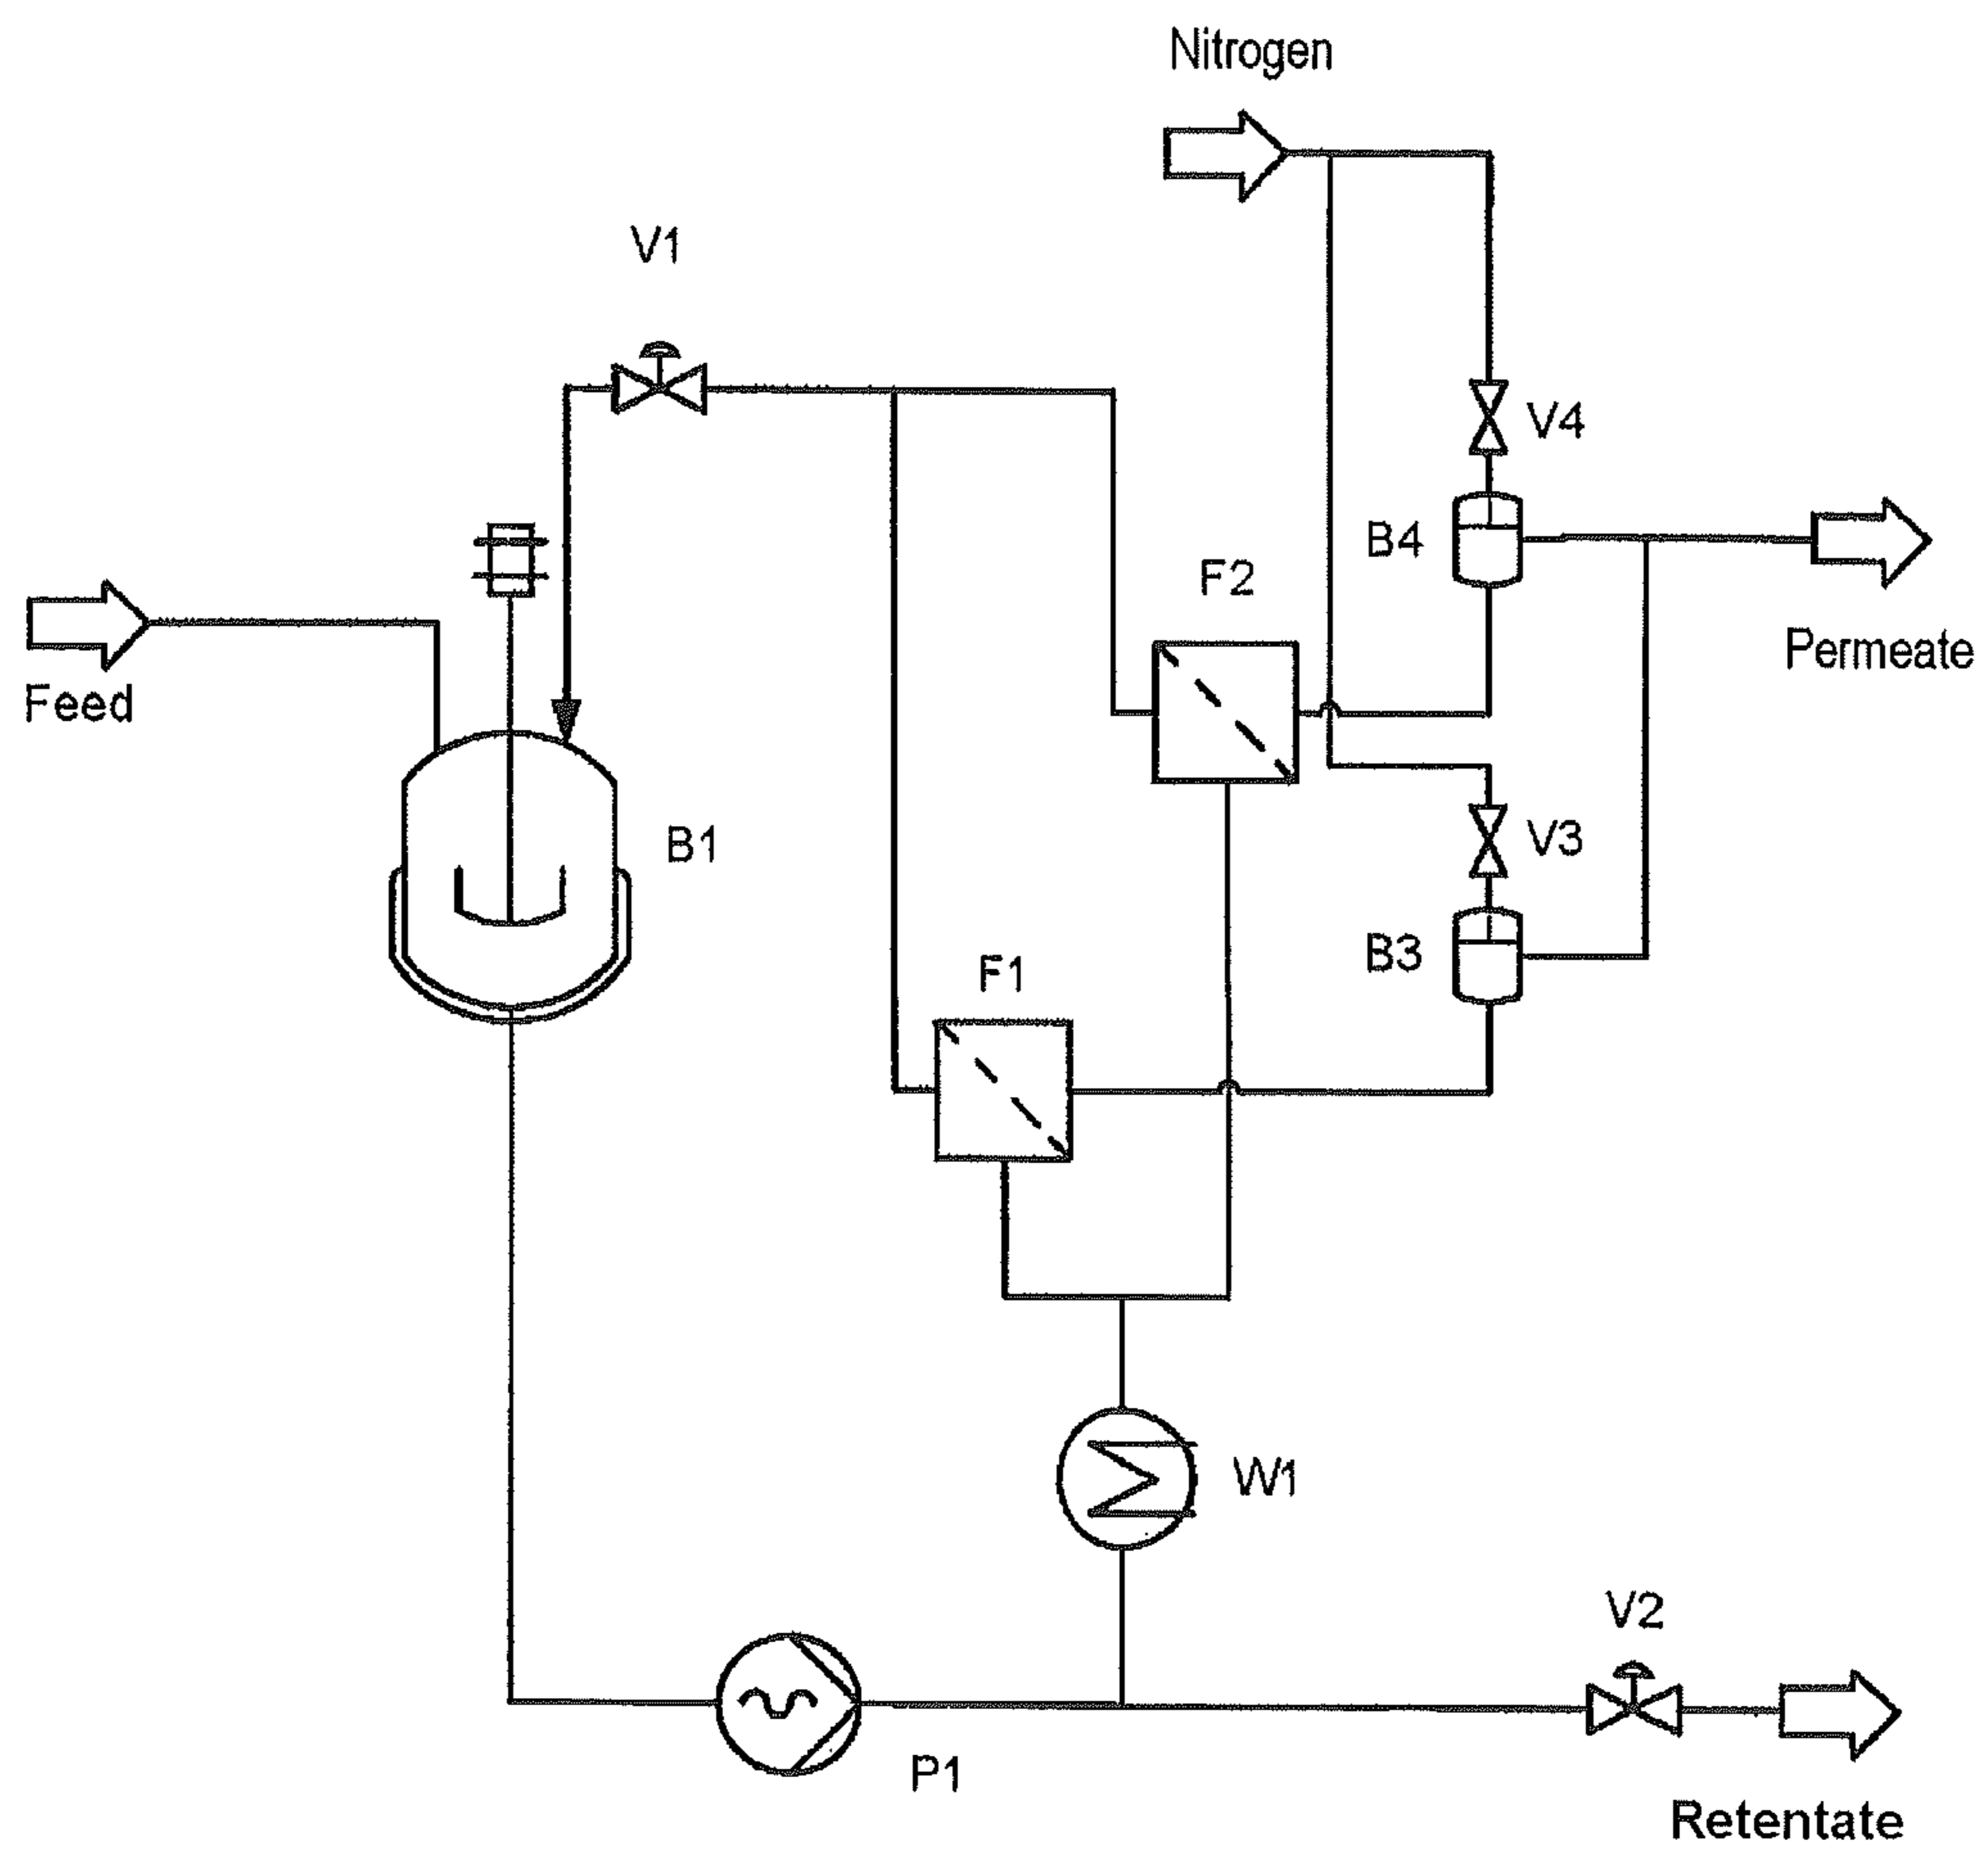 Nitrogen
V1
V4
B4
F2
Permeate
Feed
V3
B1
B3
F1
W1
V2
P1
Retentate